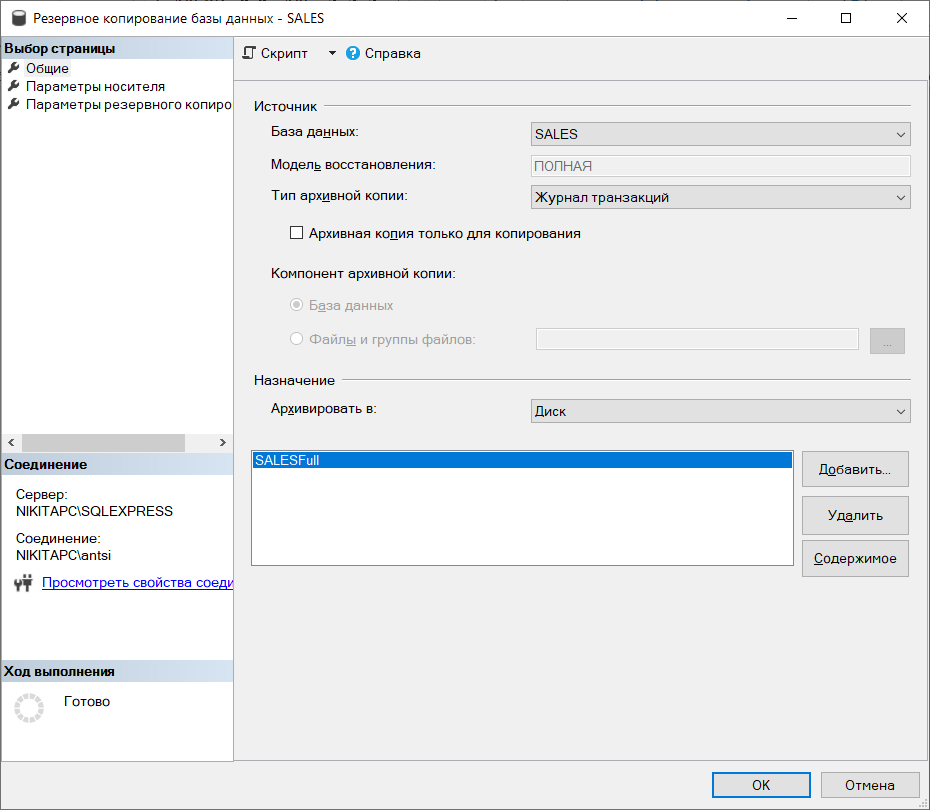 Резервное копирование базы данных - SALES
Выбор страницы
Общие
Параметры носителя
Параметры резервного копиро
Скрипт
Справка
Источник
База данных:
SALES
Модель восстановления:
ПОЛНАЯ
Тип архивной копии:
Журнал транзакций
Архивная копия только для копирования
Компонент архивной копии:
База данных
Файлы и группы файлов:
...
Назначение
Архивировать в:
Диск
SALESFull
Добавить...
Удалить
Содержимое
Соединение
Сервер:
NIKITAPC\SQLEXPRESS
Соединение:
NIKITAPC\antsi
Просмотреть свойства соеди
Ход выполнения
Готово
OK
Отмена